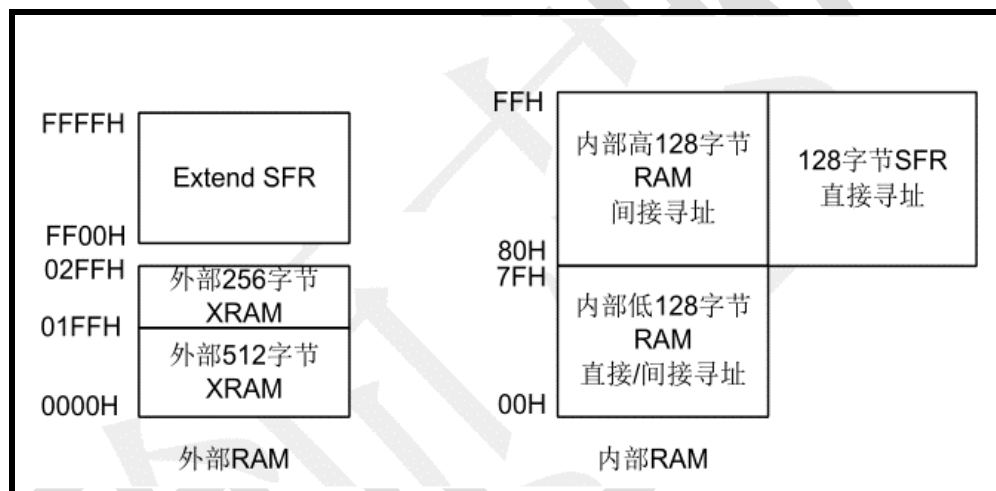 FFFFH
Extend SFR
FF00H
02FFH
外部256字节
XRAM
01FFH
外部512字节
XRAM
0000H
外部RAM
FFH
内部高128字节
RAM
间接寻址
128字节SFR
直接寻址
80H
7FH
内部低128字节
RAM
直接/间接寻址
00H
内部RAM